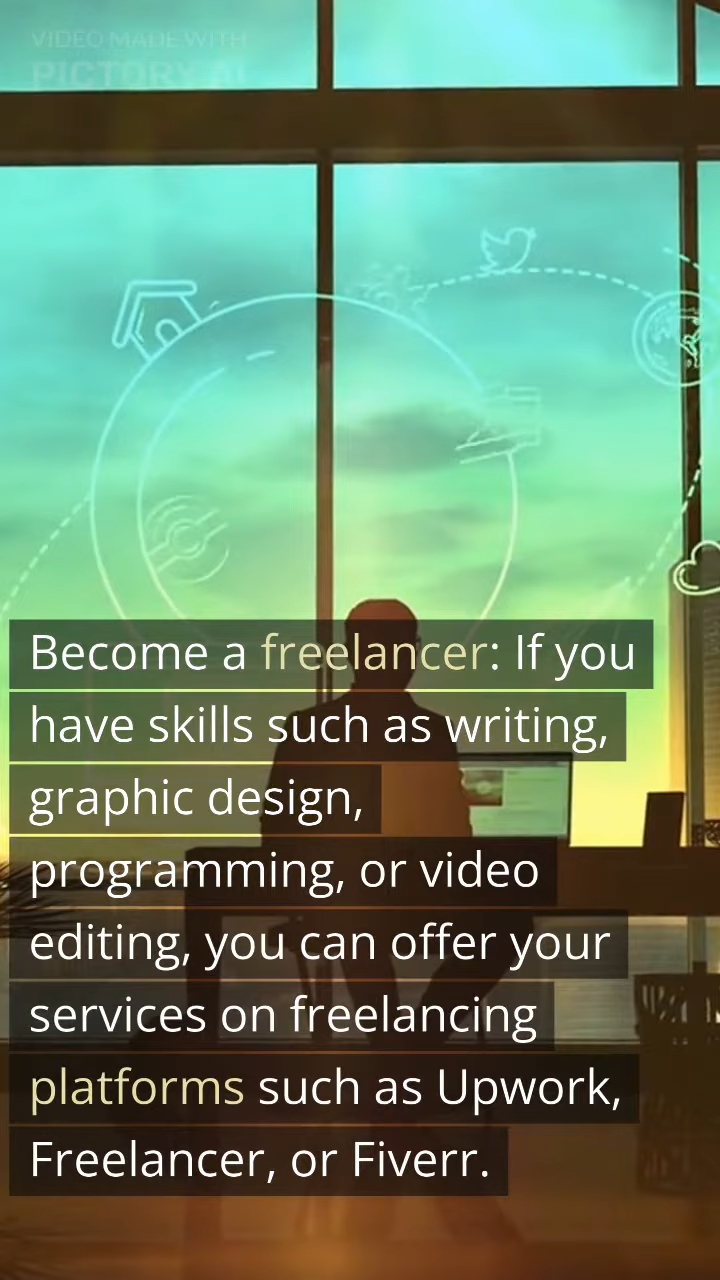 VIDEO MADE WITH
PICTORY.AI
Become a freelancer: If you
have skills such as writing,
graphic design,
programming, or video
editing, you can offer your
services on freelancing
platforms such as Upwork,
Freelancer, or Fiverr.